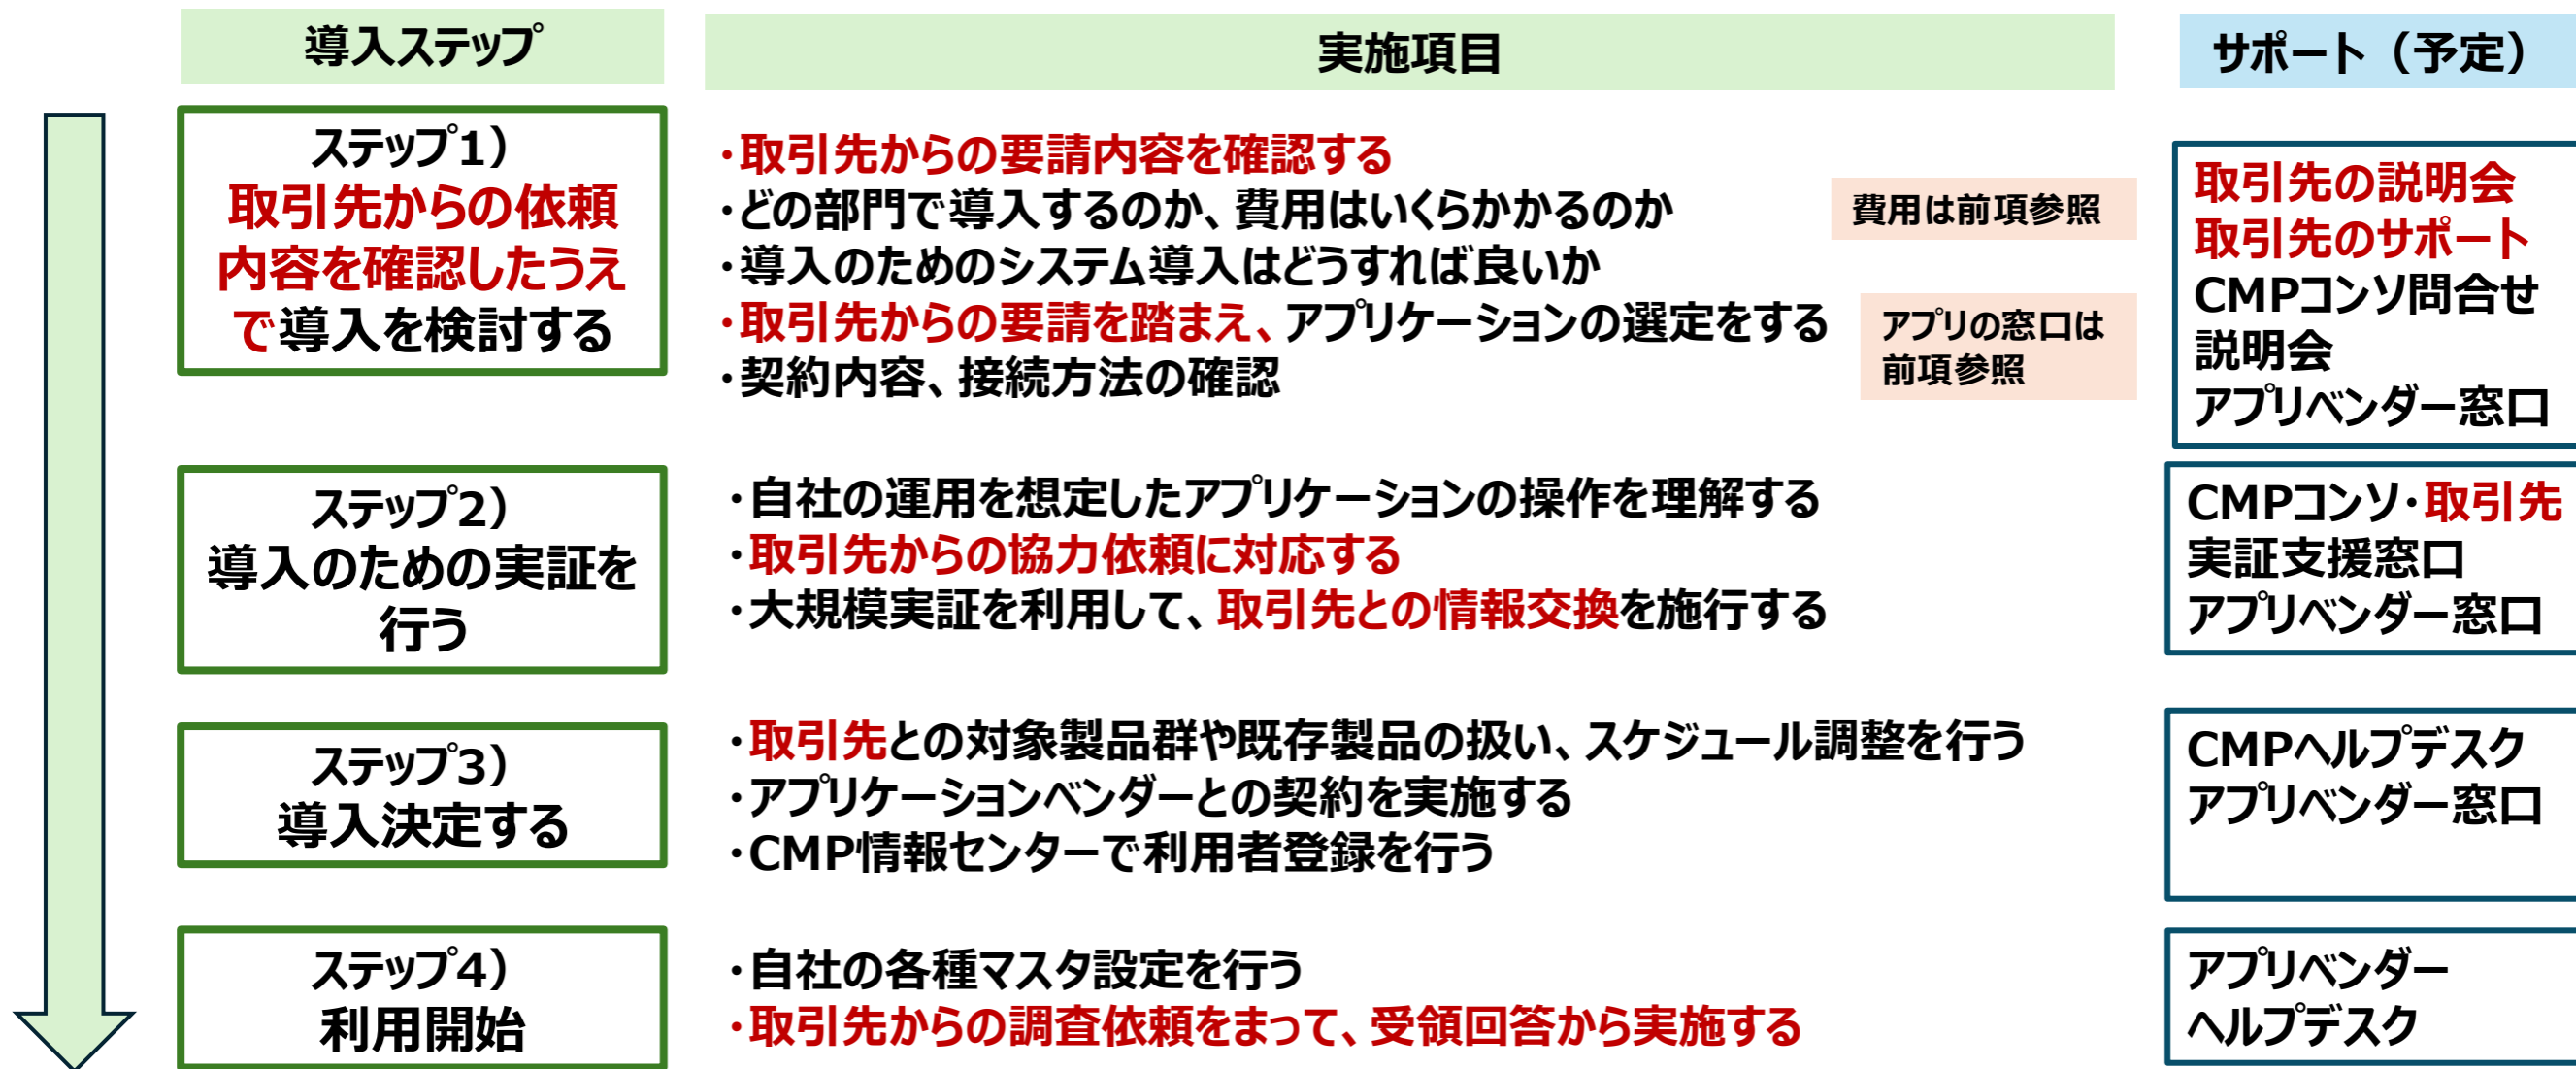 導入ステップ
実施項目
サポート（予定）
ステップ1）
取引先からの依頼
内容を確認したうえ
で導入を検討する
・取引先からの要請内容を確認する
・どの部門で導入するのか、費用はいくらかかるのか
・導入のためのシステム導入はどうすれば良いか
・取引先からの要請を踏まえ、アプリケーションの選定をする
・契約内容、接続方法の確認
費用は前項参照
アプリの窓口は
前項参照
取引先の説明会
取引先のサポート
CMPコンソ問合せ
説明会
アプリベンダー窓口
ステップ2）
導入のための実証を
行う
・自社の運用を想定したアプリケーションの操作を理解する
・取引先からの協力依頼に対応する
・大規模実証を利用して、取引先との情報交換を施行する
CMPコンソ・取引先
実証支援窓口
アプリベンダー窓口
ステップ3）
導入決定する
・取引先との対象製品群や既存製品の扱い、スケジュール調整を行う
・アプリケーションベンダーとの契約を実施する
・CMP情報センターで利用者登録を行う
CMPヘルプデスク
アプリベンダー窓口
ステップ4）
利用開始
・自社の各種マスタ設定を行う
・取引先からの調査依頼をまって、受領回答から実施する
アプリベンダー
ヘルプデスク